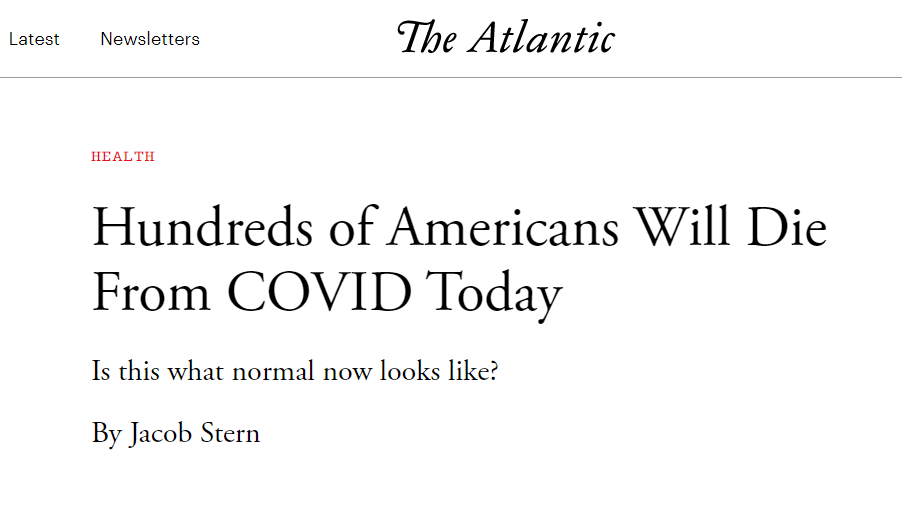 Latest Newsletters The Atlantic
HEALTH
Hundreds of Americans Will Die
From COVID Today
Is this what normal now looks like?
By Jacob Stern